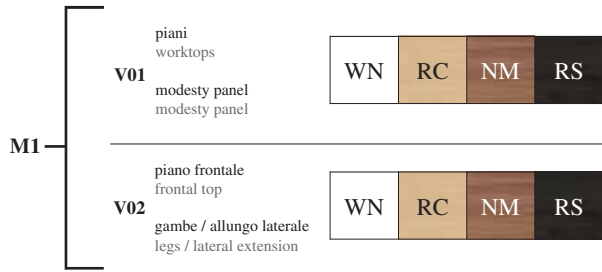 M1
V01
piani
worktops
modesty panel
modesty panel
WN RC NM RS
V02
piano frontale
frontal top
gambe / allungo laterale
legs / lateral extension
WN RC NM RS